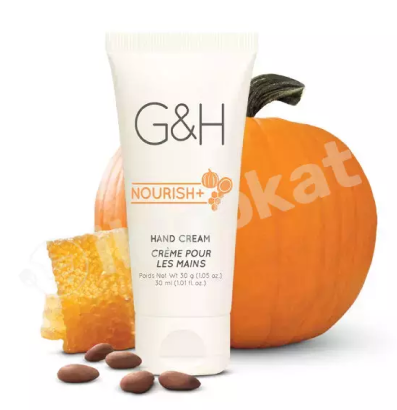 G&H
NOURISH+
HAND CREAM
CRÈME POUR
LES MAINS
Poids Net Wt 30 g (1.05 oz.)
30 ml (1.01 fl.oz.)